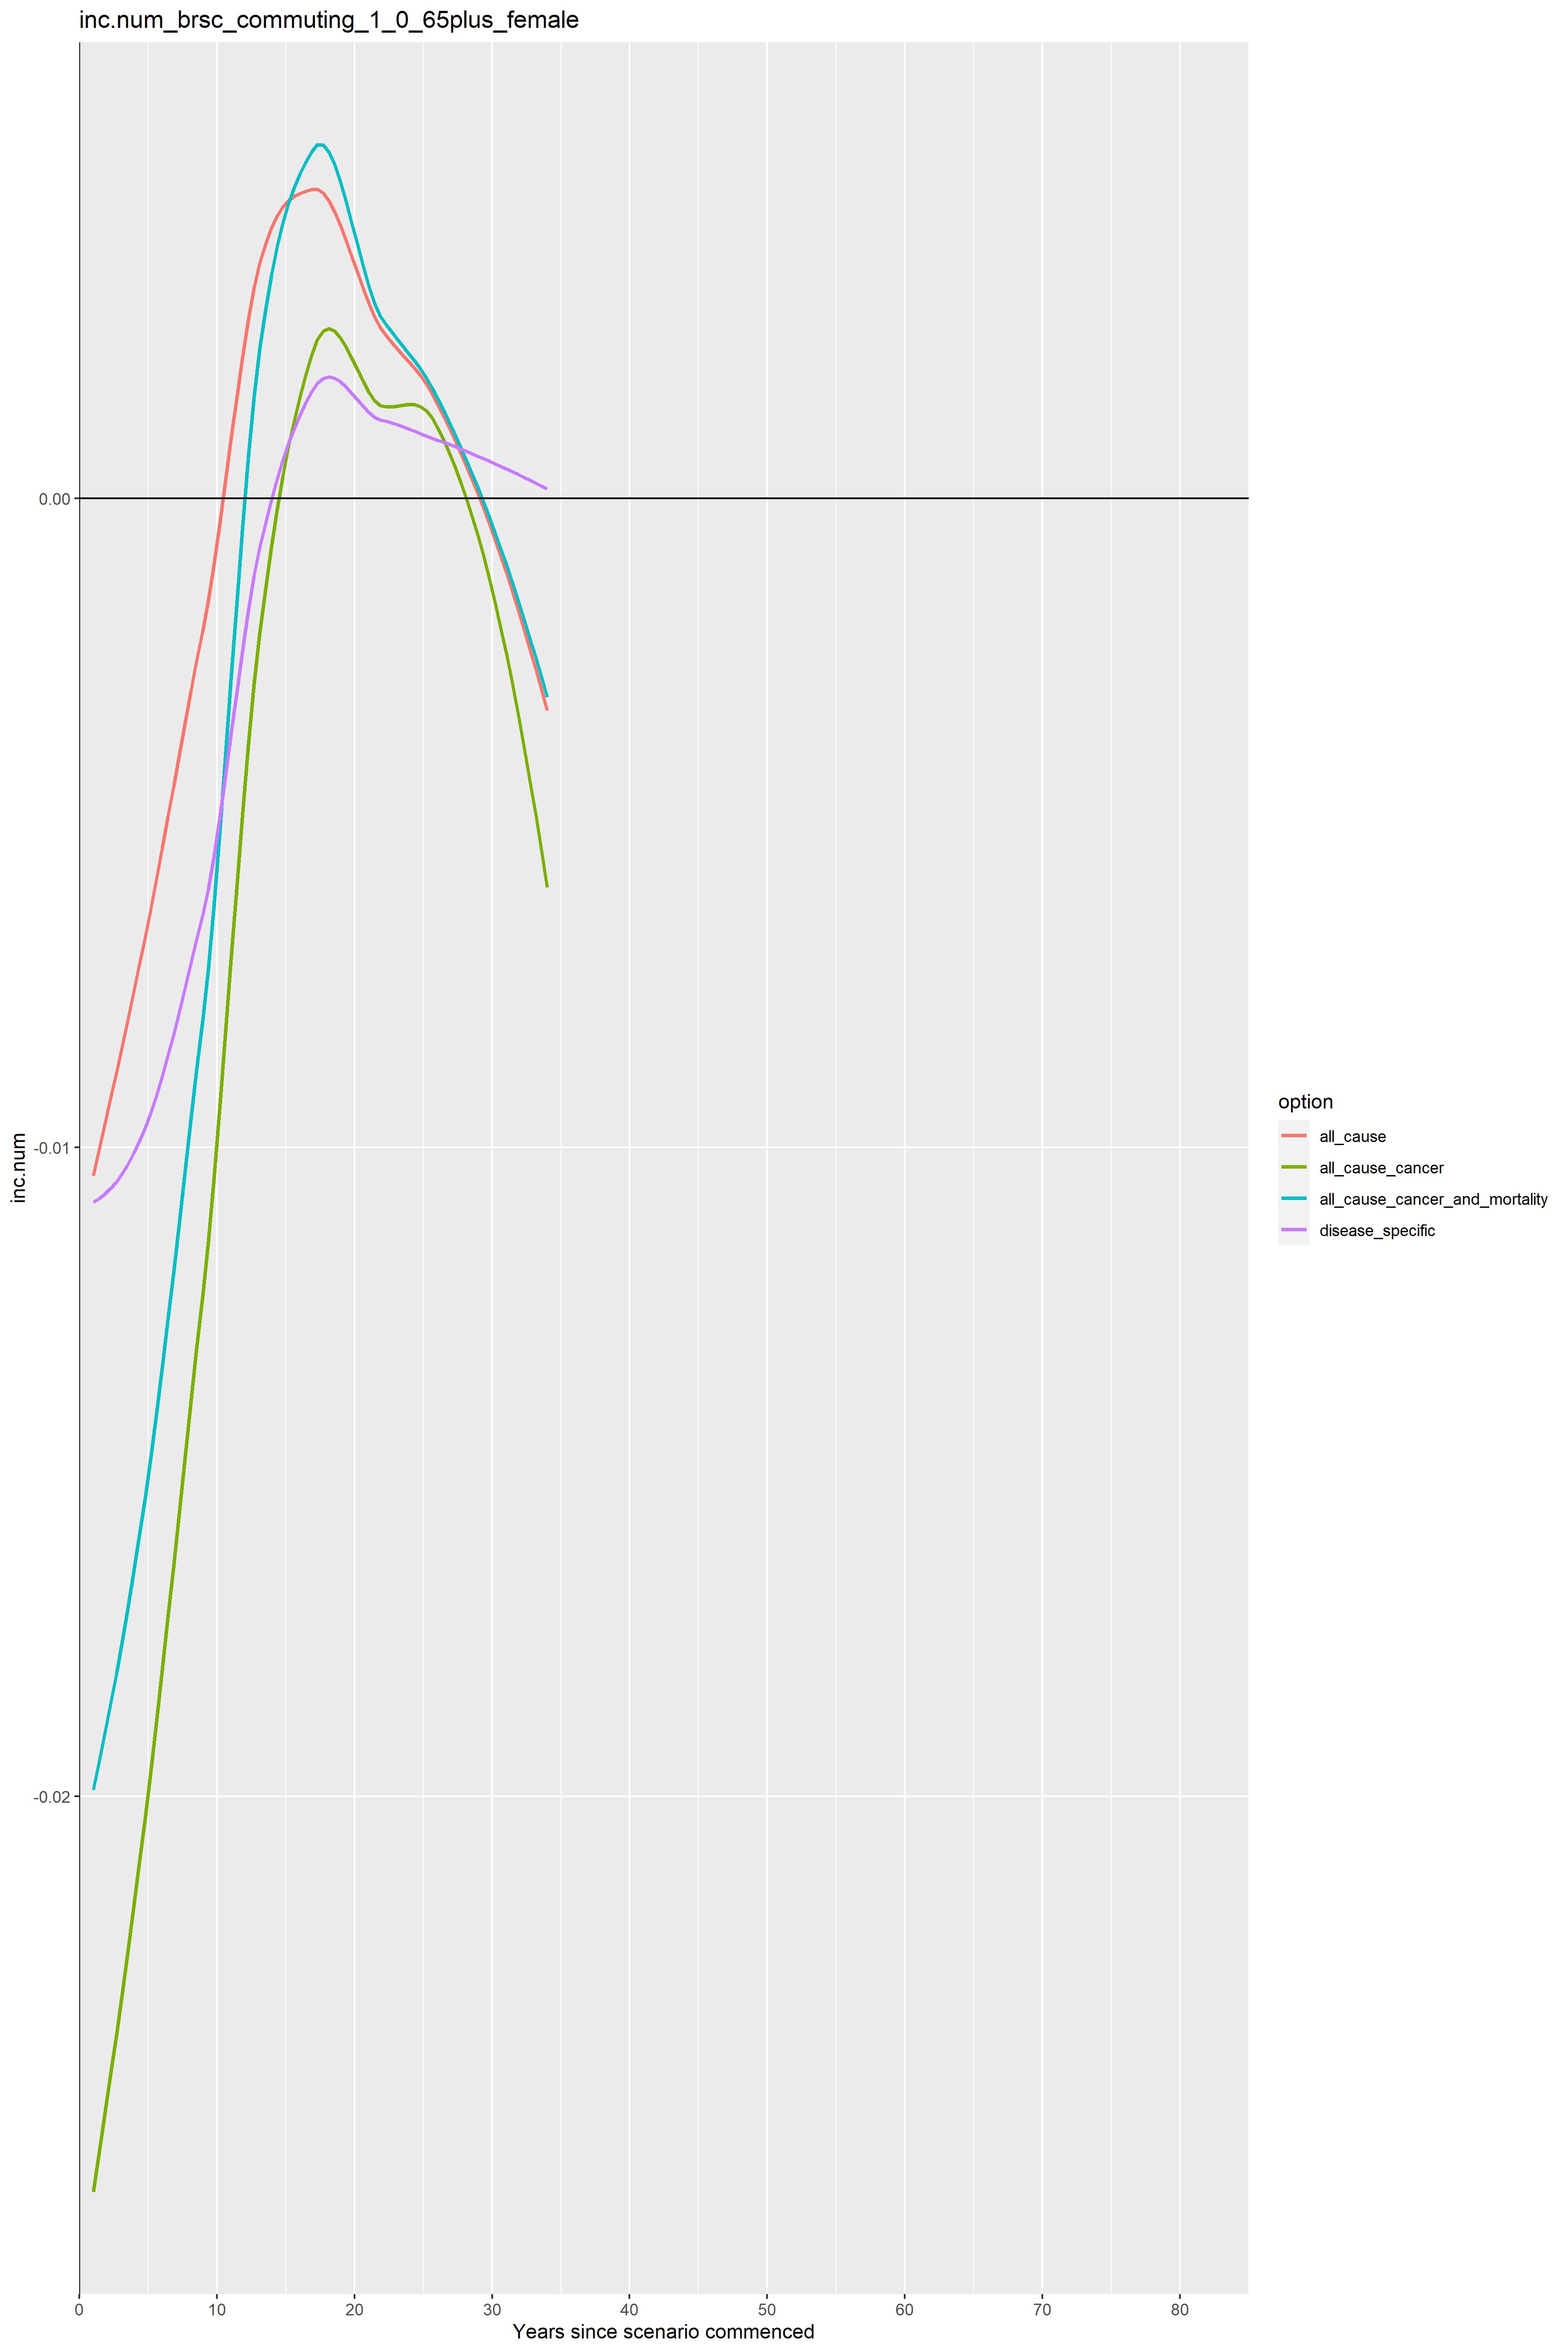 inc.num_brsc_commuting_1_0_65plus_female
0.00
-0.01
-0.02
inc.num
0 10 20 30 40 50 60 70 80
Years since scenario commenced
option
all_cause
all_cause_cancer
all_cause_cancer_and_mortality
disease_specific